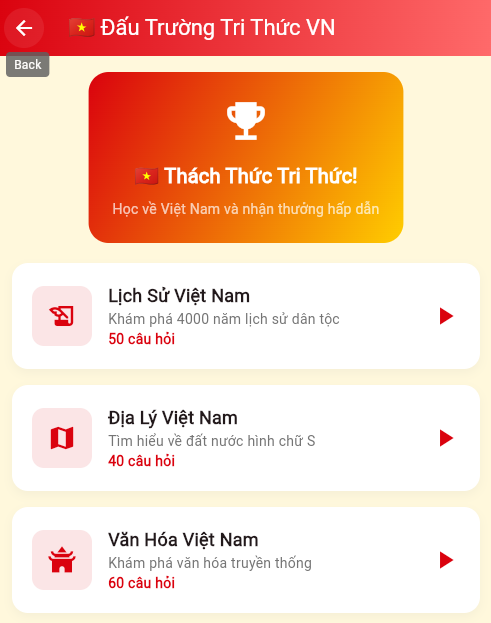 🇻🇳 Đấu Trường Tri Thức VN
Back
🇻🇳 Thách Thức Tri Thức!
Học về Việt Nam và nhận thưởng hấp dẫn
Lịch Sử Việt Nam
Khám phá 4000 năm lịch sử dân tộc
50 câu hỏi
Địa Lý Việt Nam
Tìm hiểu về đất nước hình chữ S
40 câu hỏi
Văn Hóa Việt Nam
Khám phá văn hóa truyền thống
60 câu hỏi